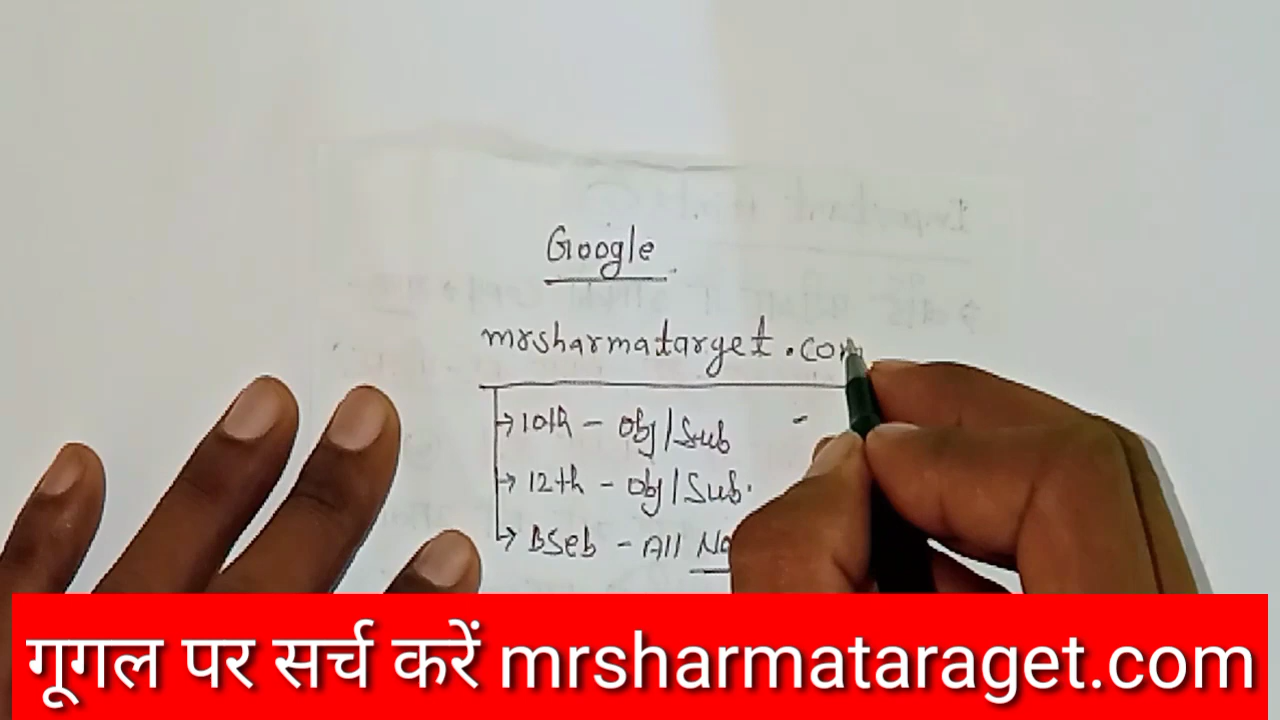 Google
mrsharmatarget.com
→ 10th - Obj/Sub
→ 12th - Obj/Sub.
→ BSeb - All
गूगल पर सर्च करें mrsharmataraget.com